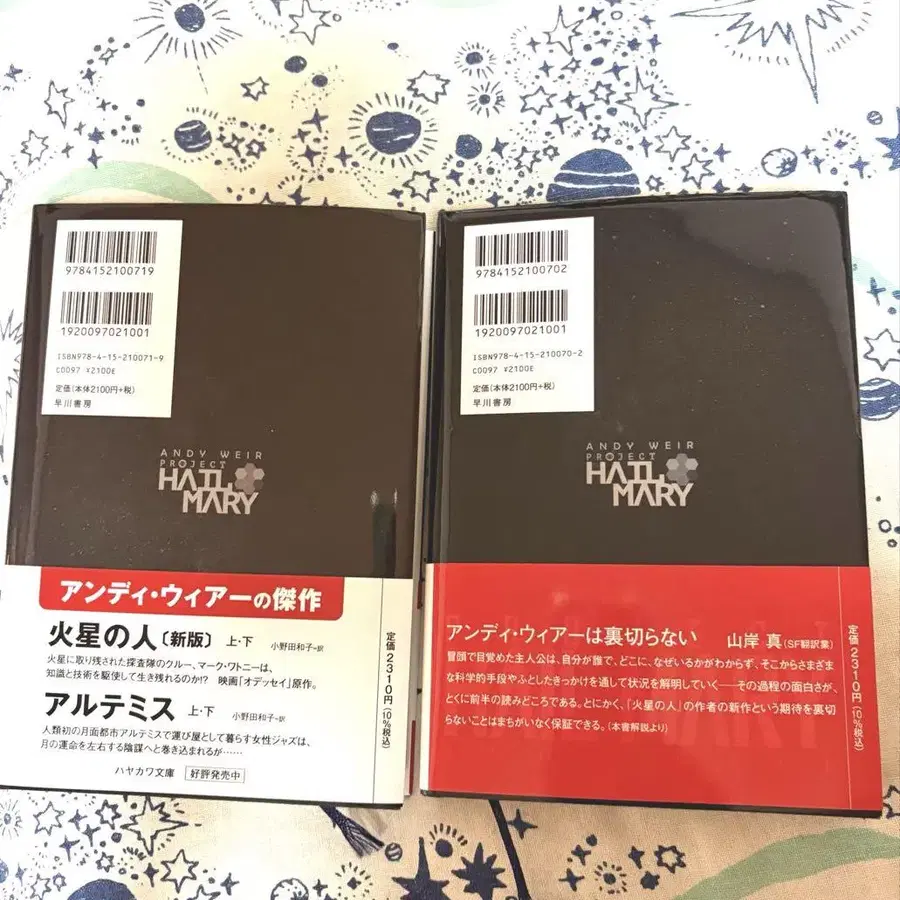 9784152100719
1920097021001
ISBN978-4-15-210071-9
C0097 ¥2100E
定価(本体2100円+税)
早川書房
ANDY WEIR
PROJECT
HAIL
MARY
アンディ・ウィアーの傑作
火星の人〔新版〕 上・下 小野田和子=訳
火星に取り残された探査隊のクルー、マーク・ワトニーは、
知識と技術を駆使して生き残れるのか!? 映画「オデッセイ」原作。
アルテミス 上・下 小野田和子=訳
人類初の月面都市アルテミスで運び屋として暮らす女性ジャズは、
月の運命を左右する陰謀へと巻き込まれるが……
ハヤカワ文庫 好評発売中
定価2310円(10%税込)
9784152100702
1920097021001
ISBN978-4-15-210070-2
C0097 ¥2100E
定価(本体2100円+税)
早川書房
ANDY WEIR
PROJECT
HAIL
MARY
アンディ・ウィアーは裏切らない 山岸 真(SF翻訳業)
冒頭で目覚めた主人公は、自分が誰で、どこに、なぜいるかがわからず、そこからさまざま
な科学的手段やふとしたきっかけを通して状況を解明していく——その過程の面白さが、
とくに前半の読みどころである。とにかく、『火星の人』の作者の新作という期待を裏切
らないことはまちがいなく保証できる。(本書解説より)
定価2310円(10%税込)